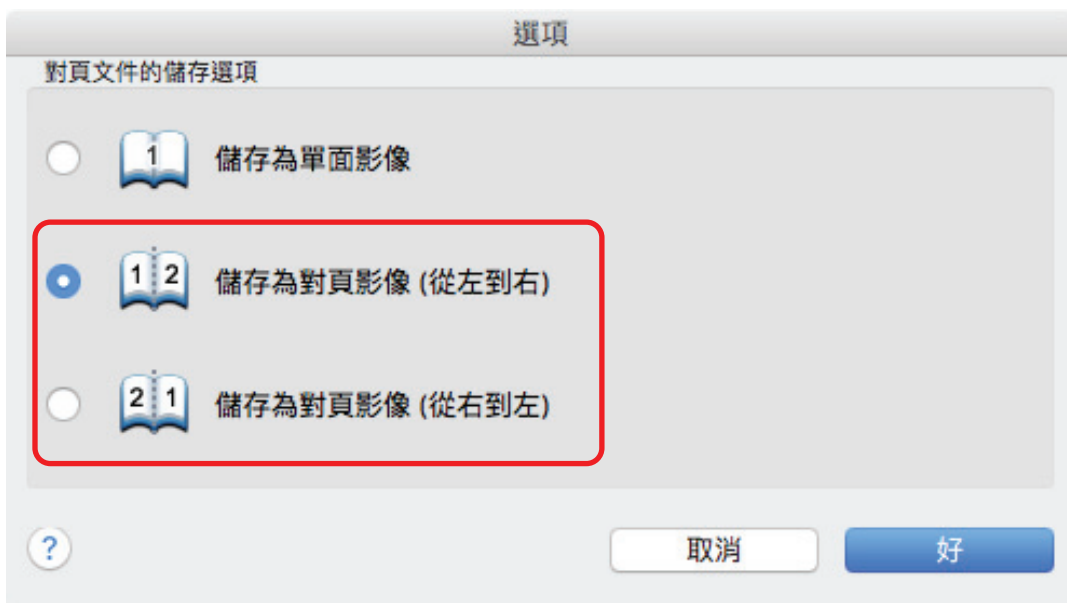 選項
對頁文件的儲存選項
1 儲存為單面影像
1 2 儲存為對頁影像 (從左到右)
2 1 儲存為對頁影像 (從右到左)
? 取消 好